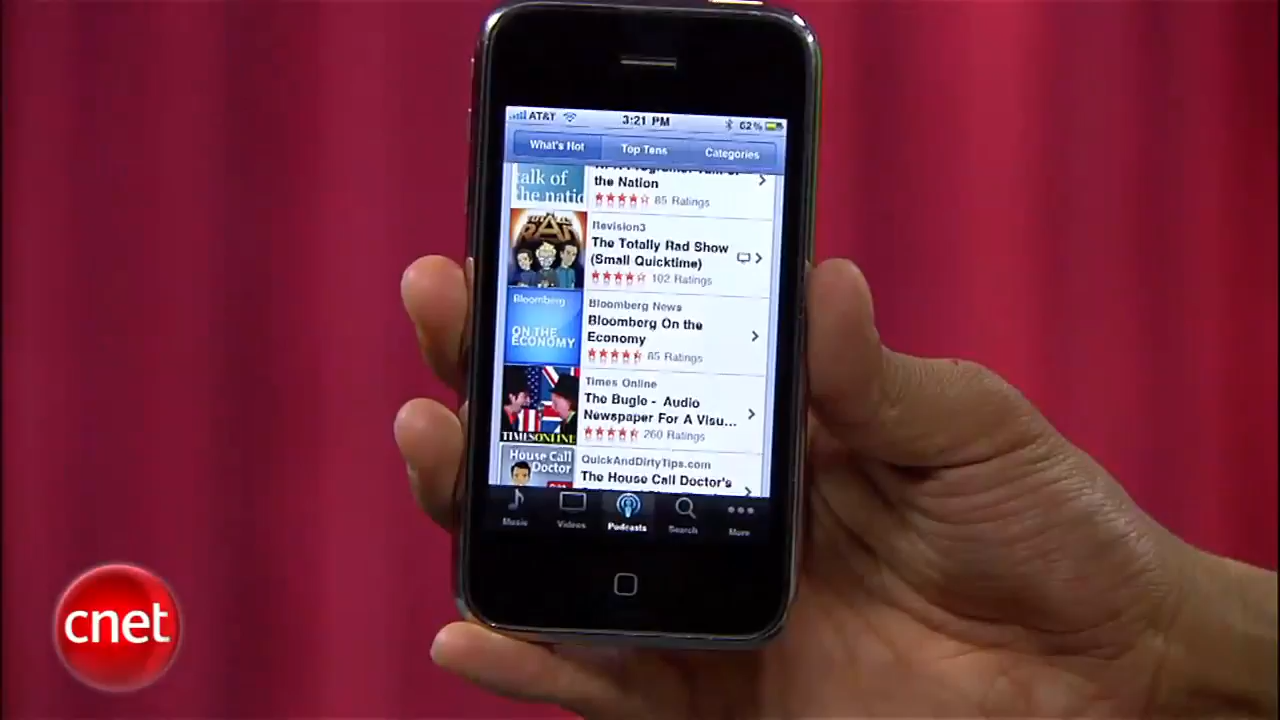 AT&T 3:21 PM 62%
What's Hot Top Tens Categories
talk of
the natio
the Nation
85 Ratings
Revision3
The Totally Rad Show
(Small Quicktime)
102 Ratings
Bloomberg
ON THE
ECONOMY
Bloomberg News
Bloomberg On the
Economy
85 Ratings
TIMESONLINE
Times Online
The Bugle - Audio
Newspaper For A Visu...
260 Ratings
House Call
Doctor
QuickAndDirtyTips.com
The House Call Doctor's
Music Videos Podcasts Search More
cnet